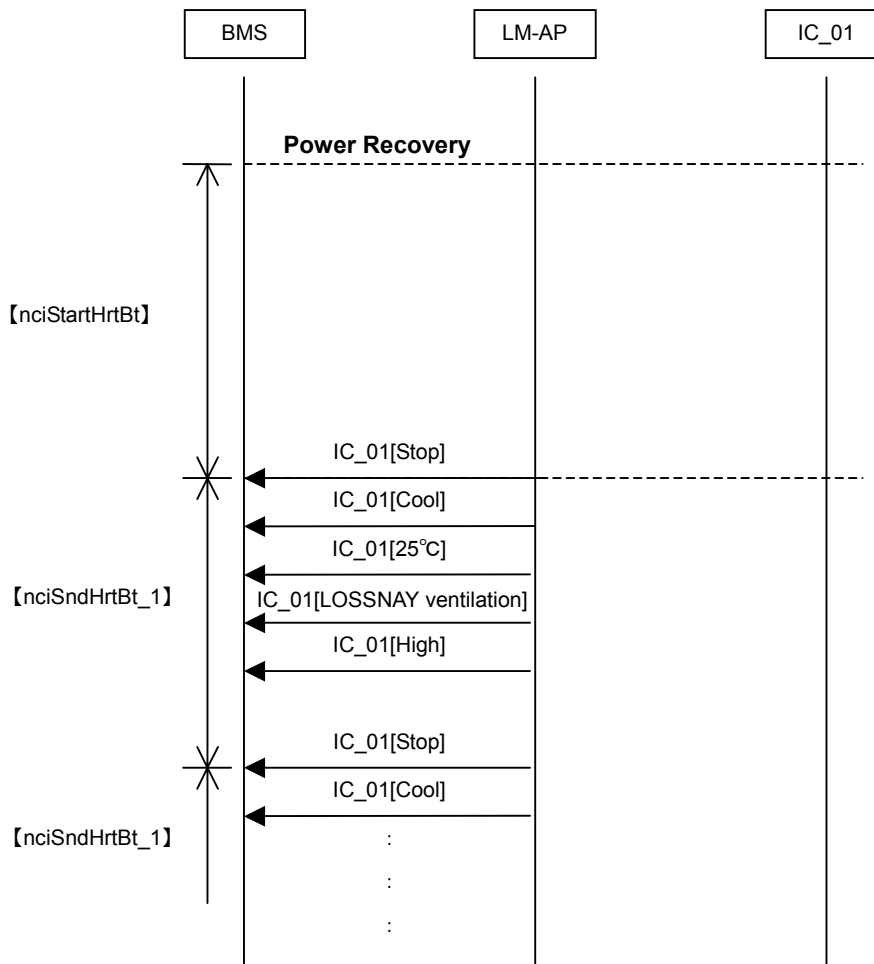 BMS
LM-AP
IC_01
Power Recovery
【nciStartHrtBt】
IC_01[Stop]
IC_01[Cool]
IC_01[25℃]
【nciSndHrtBt_1】
IC_01[LOSSNAY ventilation]
IC_01[High]
IC_01[Stop]
IC_01[Cool]
【nciSndHrtBt_1】
:
:
: